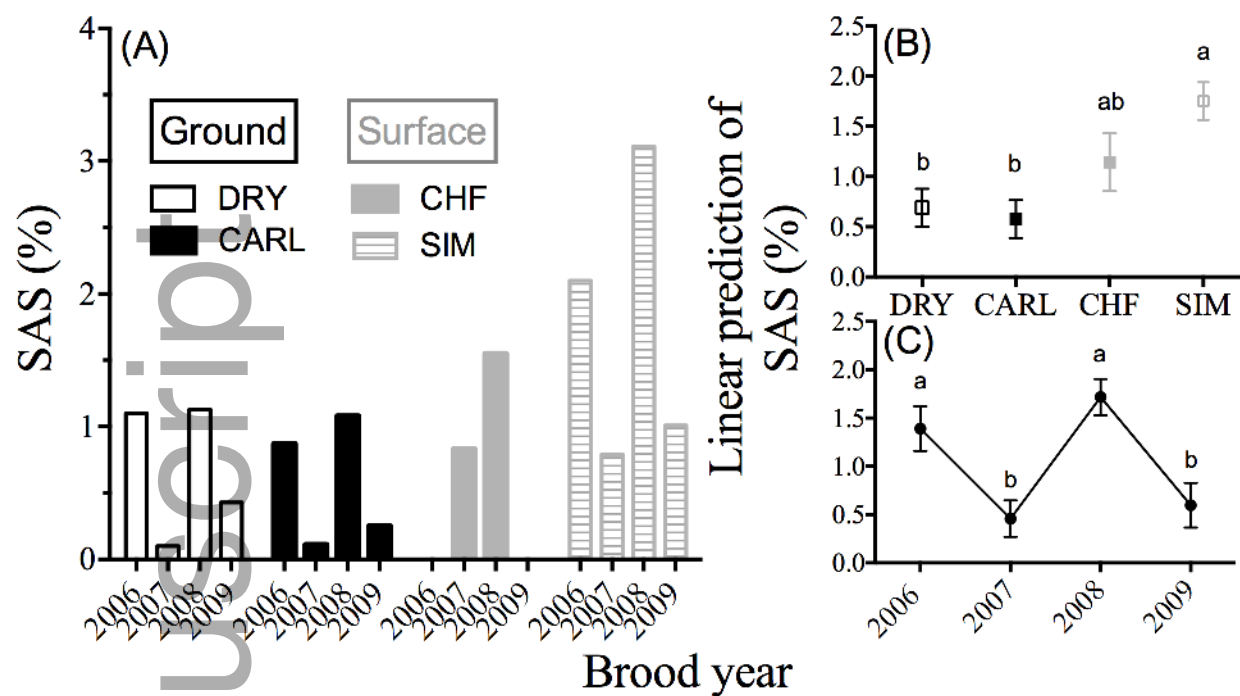 (A)
Ground Surface
DRY CHF
CARL SIM
SAS (%)
4
3
2
1
0
2006 2007 2008 2009 2006 2007 2008 2009 2006 2007 2008 2009 2006 2007 2008 2009
Brood year
Linear prediction of
SAS (%)
(B)
2.5
2.0
1.5
1.0
0.5
0.0
b b ab a
DRY CARL CHF SIM
(C)
2.5
2.0
1.5
1.0
0.5
0.0
a b a b
2006 2007 2008 2009
uscript